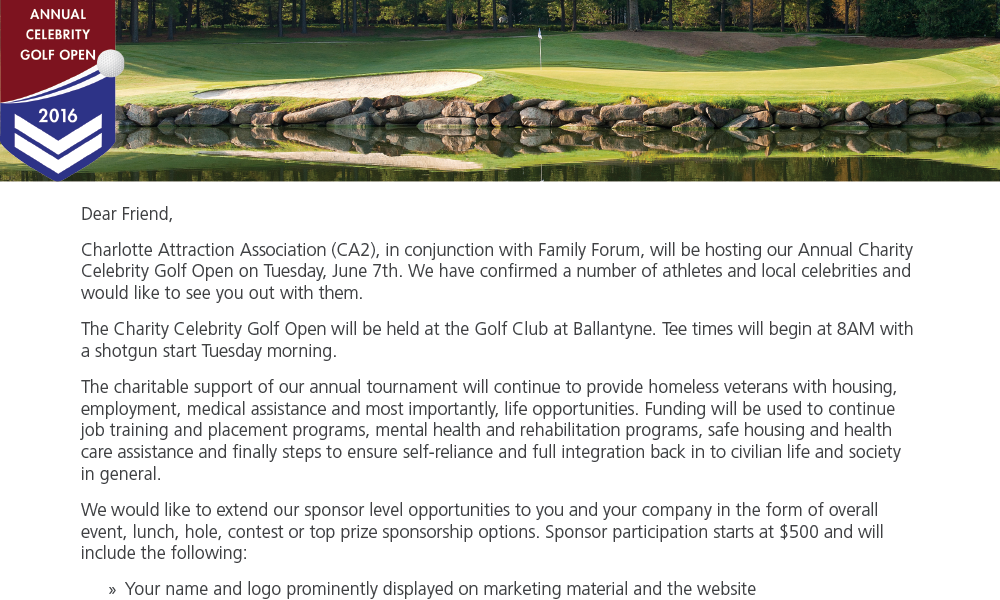 ANNUAL
CELEBRITY
GOLF OPEN
2016
Dear Friend,
Charlotte Attraction Association (CA2), in conjunction with Family Forum, will be hosting our Annual Charity
Celebrity Golf Open on Tuesday, June 7th. We have confirmed a number of athletes and local celebrities and
would like to see you out with them.
The Charity Celebrity Golf Open will be held at the Golf Club at Ballantyne. Tee times will begin at 8AM with
a shotgun start Tuesday morning.
The charitable support of our annual tournament will continue to provide homeless veterans with housing,
employment, medical assistance and most importantly, life opportunities. Funding will be used to continue
job training and placement programs, mental health and rehabilitation programs, safe housing and health
care assistance and finally steps to ensure self-reliance and full integration back in to civilian life and society
in general.
We would like to extend our sponsor level opportunities to you and your company in the form of overall
event, lunch, hole, contest or top prize sponsorship options. Sponsor participation starts at $500 and will
include the following:
» Your name and logo prominently displayed on marketing material and the website